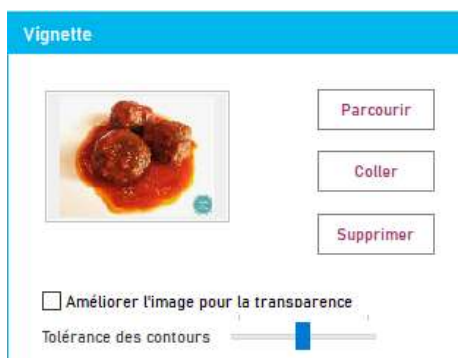 Vignette
Parcourir
Coller
Supprimer
Améliorer l'image pour la transparence
Tolérance des contours